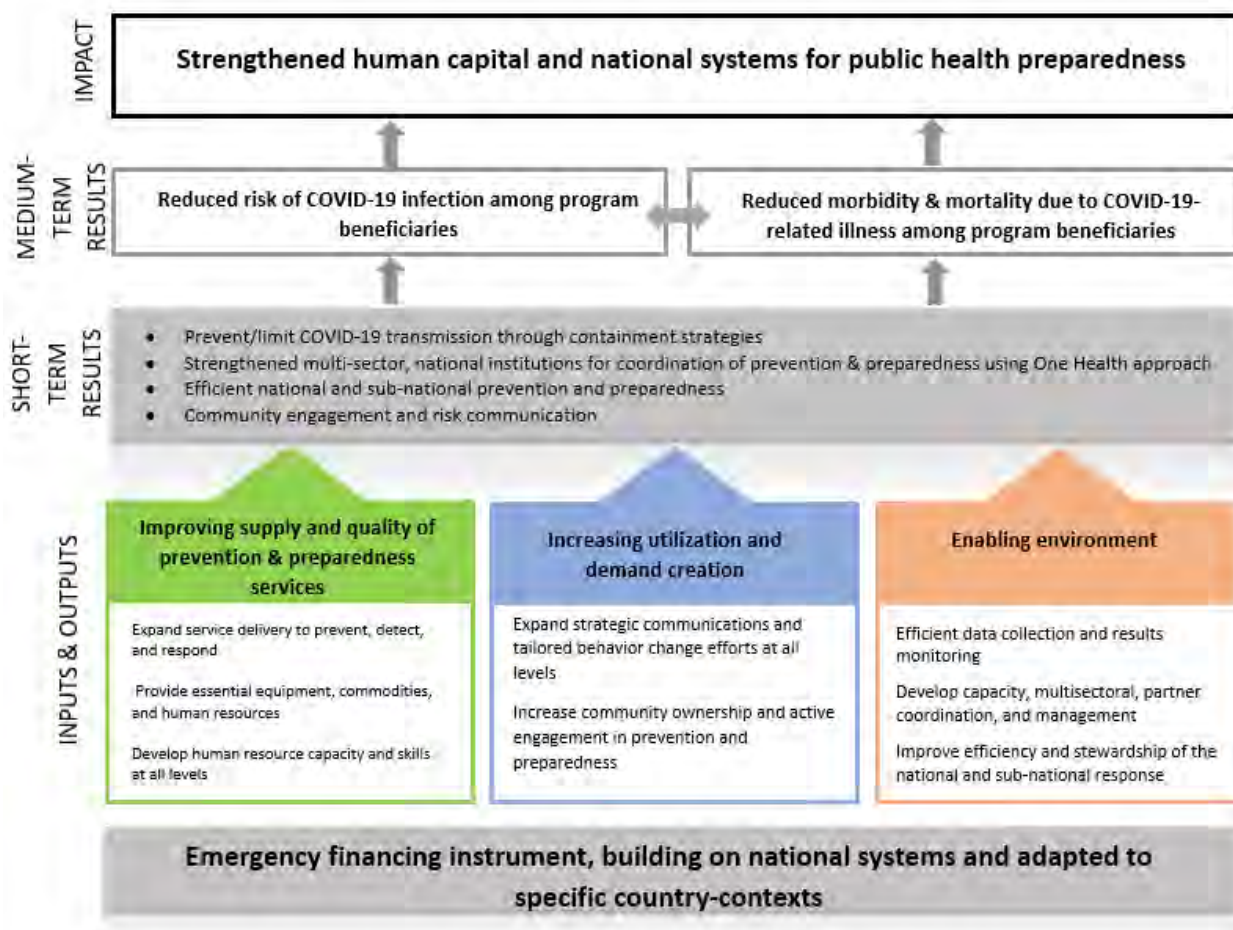 IMPACT
Strengthened human capital and national systems for public health preparedness
MEDIUM-
TERM
RESULTS
Reduced risk of COVID-19 infection among program
beneficiaries
Reduced morbidity & mortality due to COVID-19-
related illness among program beneficiaries
SHORT-
TERM
RESULTS
• Prevent/limit COVID-19 transmission through containment strategies
• Strengthened multi-sector, national institutions for coordination of prevention & preparedness using One Health approach
• Efficient national and sub-national prevention and preparedness
• Community engagement and risk communication
INPUTS & OUTPUTS
Improving supply and quality of
prevention & preparedness
services
Expand service delivery to prevent, detect,
and respond
Provide essential equipment, commodities,
and human resources
Develop human resource capacity and skills
at all levels
Increasing utilization and
demand creation
Expand strategic communications and
tailored behavior change efforts at all
levels
Increase community ownership and active
engagement in prevention and
preparedness
Enabling environment
Efficient data collection and results
monitoring
Develop capacity, multisectoral, partner
coordination, and management
Improve efficiency and stewardship of the
national and sub-national response
Emergency financing instrument, building on national systems and adapted to
specific country-contexts